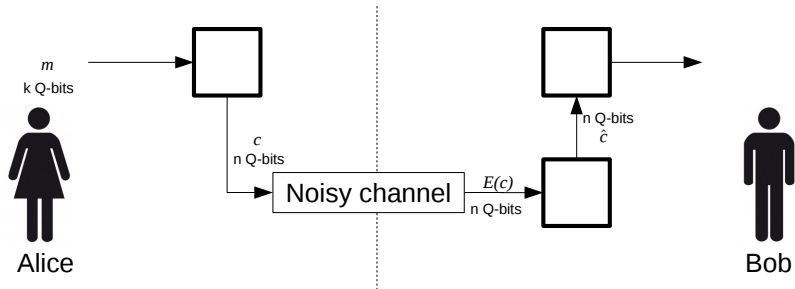 m
k Q-bits
c
n Q-bits
Noisy channel
E(c)
n Q-bits
n Q-bits
ĉ
Alice
Bob